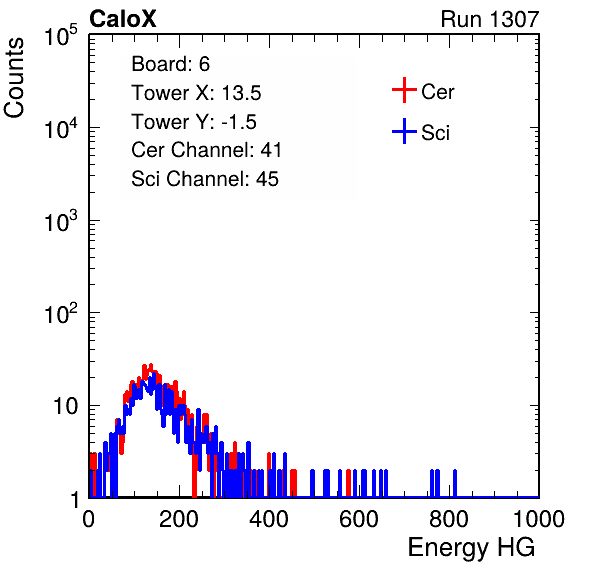 CaloX Run 1307
Counts
10^5
10^4
10^3
10^2
10
1
Board: 6
Tower X: 13.5
Tower Y: -1.5
Cer Channel: 41
Sci Channel: 45
Cer
Sci
0 200 400 600 800 1000
Energy HG